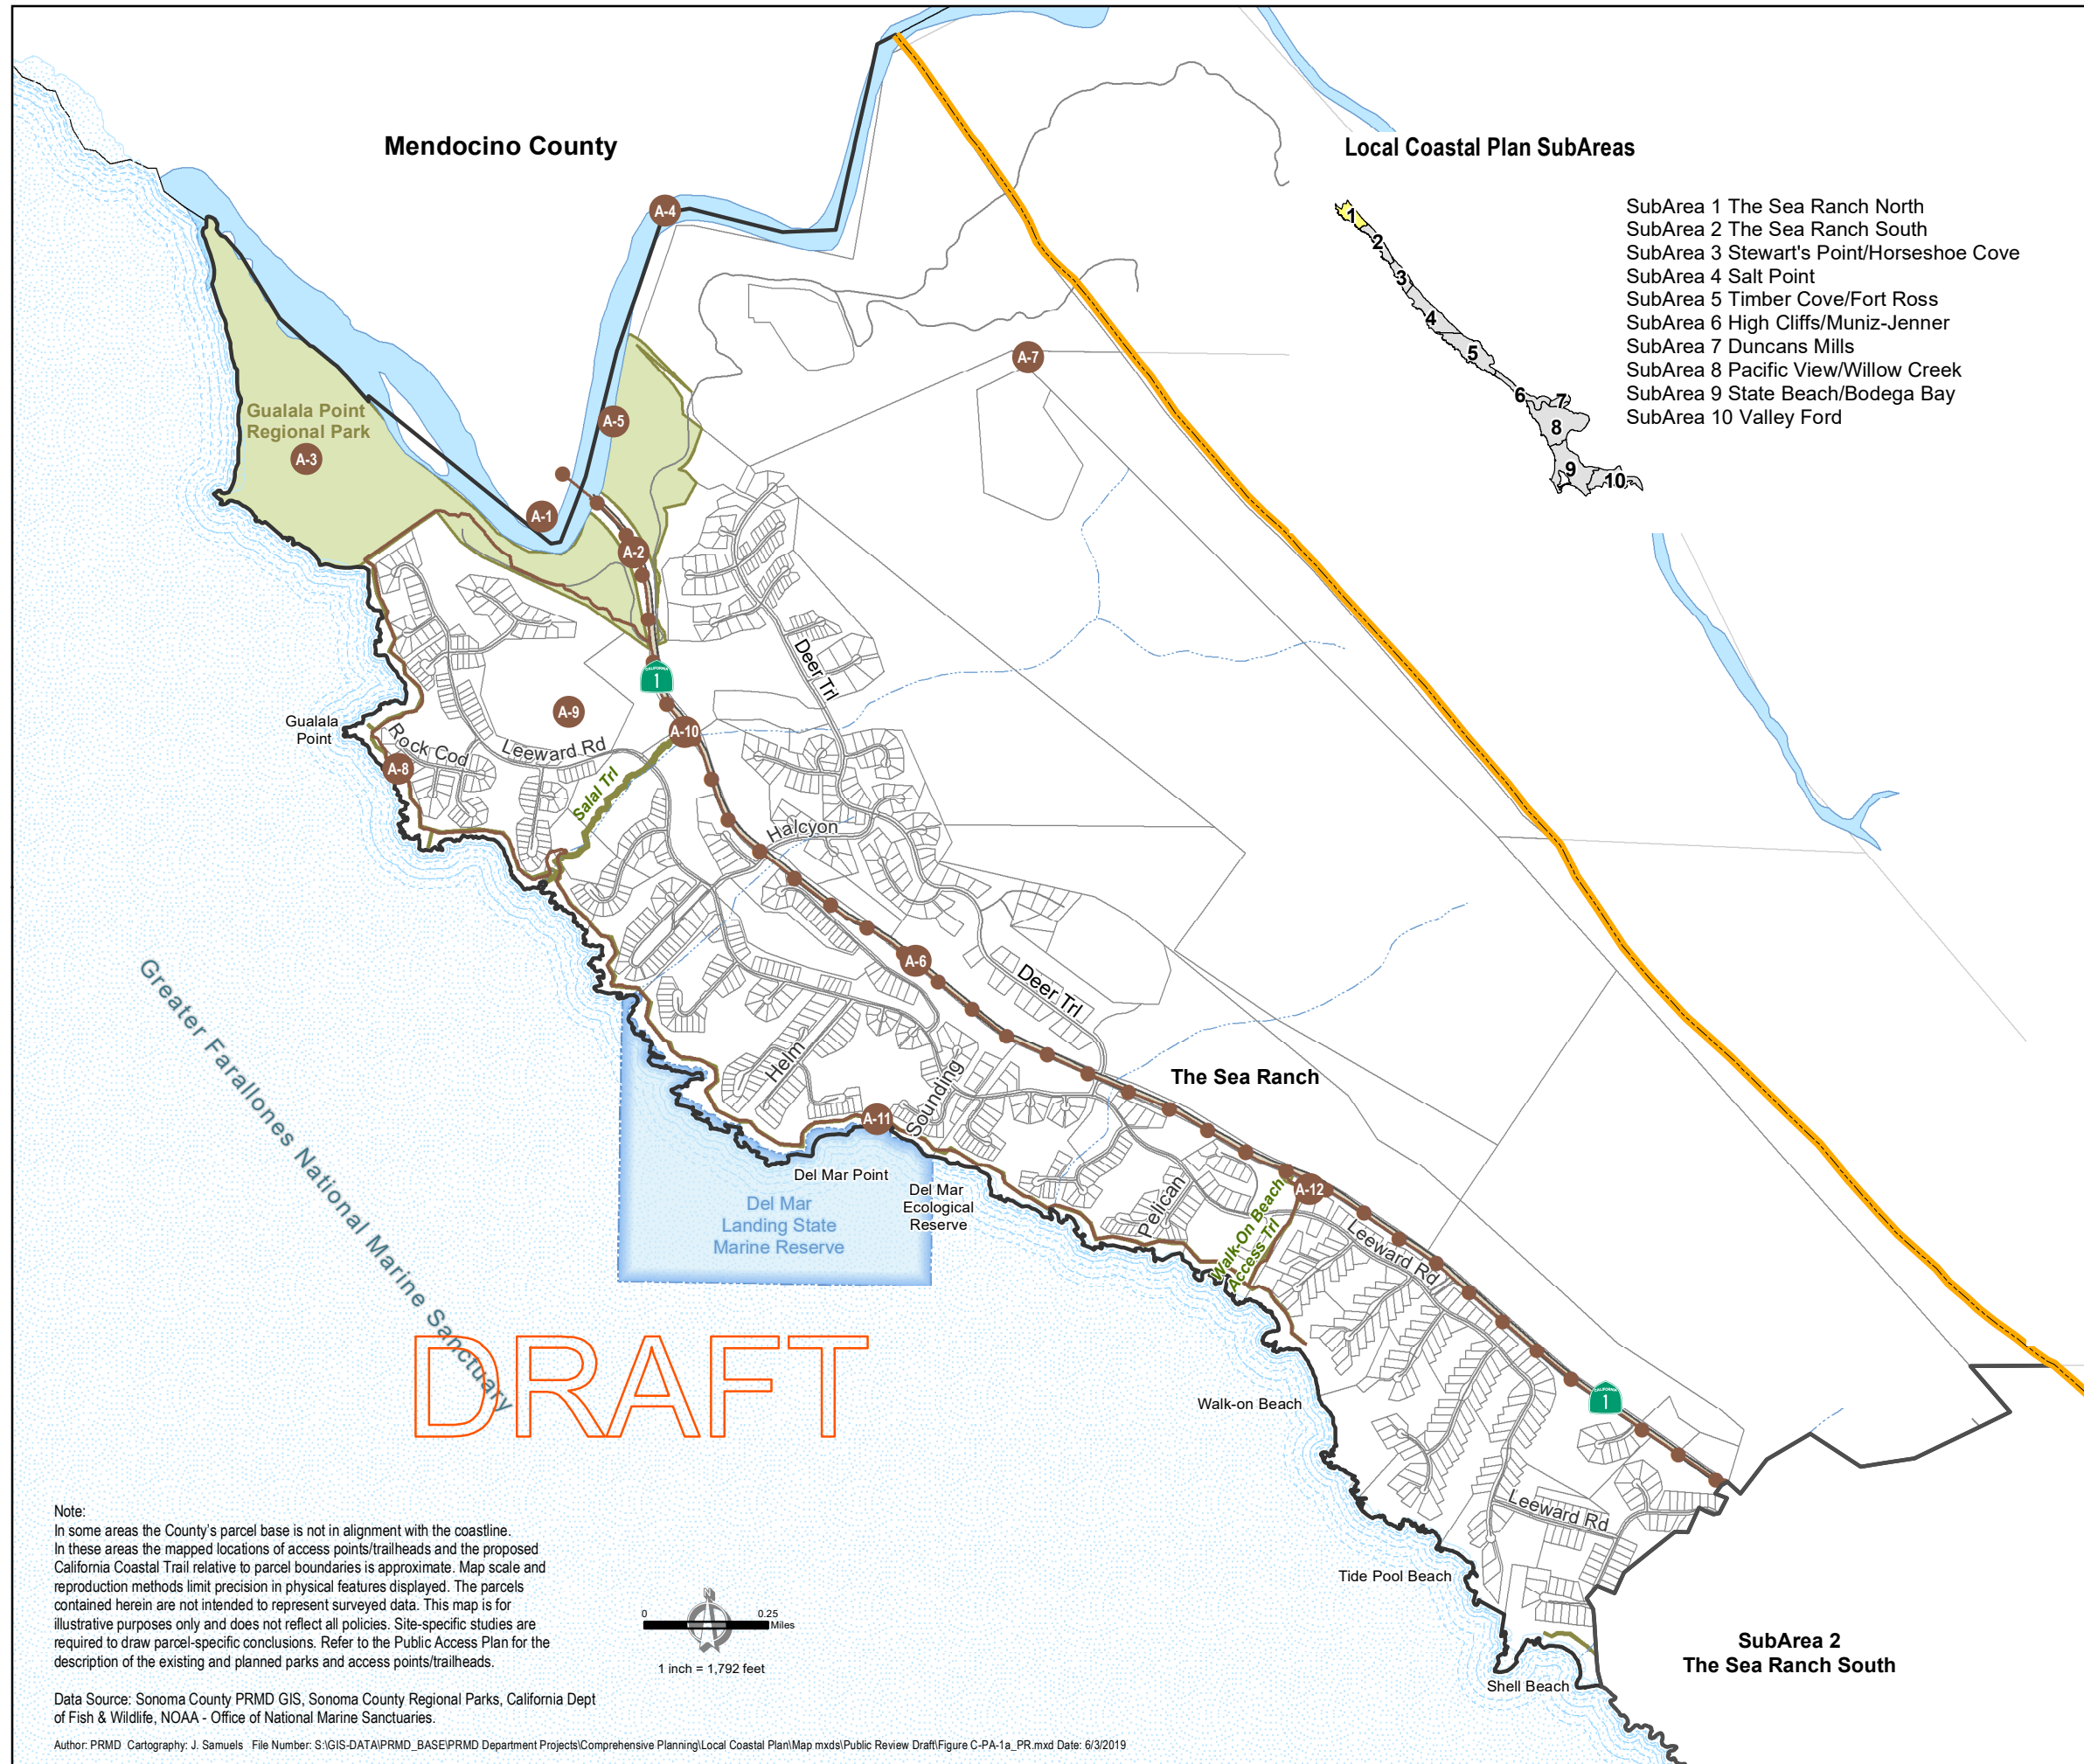 Mendocino County
Local Coastal Plan SubAreas
SubArea 1 The Sea Ranch North
SubArea 2 The Sea Ranch South
SubArea 3 Stewart's Point/Horseshoe Cove
SubArea 4 Salt Point
SubArea 5 Timber Cove/Fort Ross
SubArea 6 High Cliffs/Muniz-Jenner
SubArea 7 Duncans Mills
SubArea 8 Pacific View/Willow Creek
SubArea 9 State Beach/Bodega Bay
SubArea 10 Valley Ford
1
2
3
4
5
6
7
8
9
10
A-4
A-7
A-5
Gualala Point
Regional Park
A-3
A-1
A-2
Deer Trl
CALIFORNIA
1
A-9
A-10
Gualala
Point
Rock Cod
Leeward Rd
A-8
Salal Trl
Halcyon
A-6
Deer Trl
Greater Farallones National Marine Sanctuary
Helm
Sounding
The Sea Ranch
A-11
Del Mar Point
Del Mar
Ecological
Reserve
Del Mar
Landing State
Marine Reserve
Pelican
Walk-On Beach
Access Trl
A-12
Leeward Rd
DRAFT
CALIFORNIA
1
Walk-on Beach
Leeward Rd
Tide Pool Beach
Shell Beach
SubArea 2
The Sea Ranch South
Note:
In some areas the County's parcel base is not in alignment with the coastline.
In these areas the mapped locations of access points/trailheads and the proposed
California Coastal Trail relative to parcel boundaries is approximate. Map scale and
reproduction methods limit precision in physical features displayed. The parcels
contained herein are not intended to represent surveyed data. This map is for
illustrative purposes only and does not reflect all policies. Site-specific studies are
required to draw parcel-specific conclusions. Refer to the Public Access Plan for the
description of the existing and planned parks and access points/trailheads.
N
0 0.25
Miles
1 inch = 1,792 feet
Data Source: Sonoma County PRMD GIS, Sonoma County Regional Parks, California Dept
of Fish & Wildlife, NOAA - Office of National Marine Sanctuaries.
Author: PRMD Cartography: J. Samuels File Number: S:\GIS-DATA\PRMD_BASE\PRMD Department Projects\Comprehensive Planning\Local Coastal Plan\Map mxds\Public Review Draft\Figure C-PA-1a_PR.mxd Date: 6/3/2019